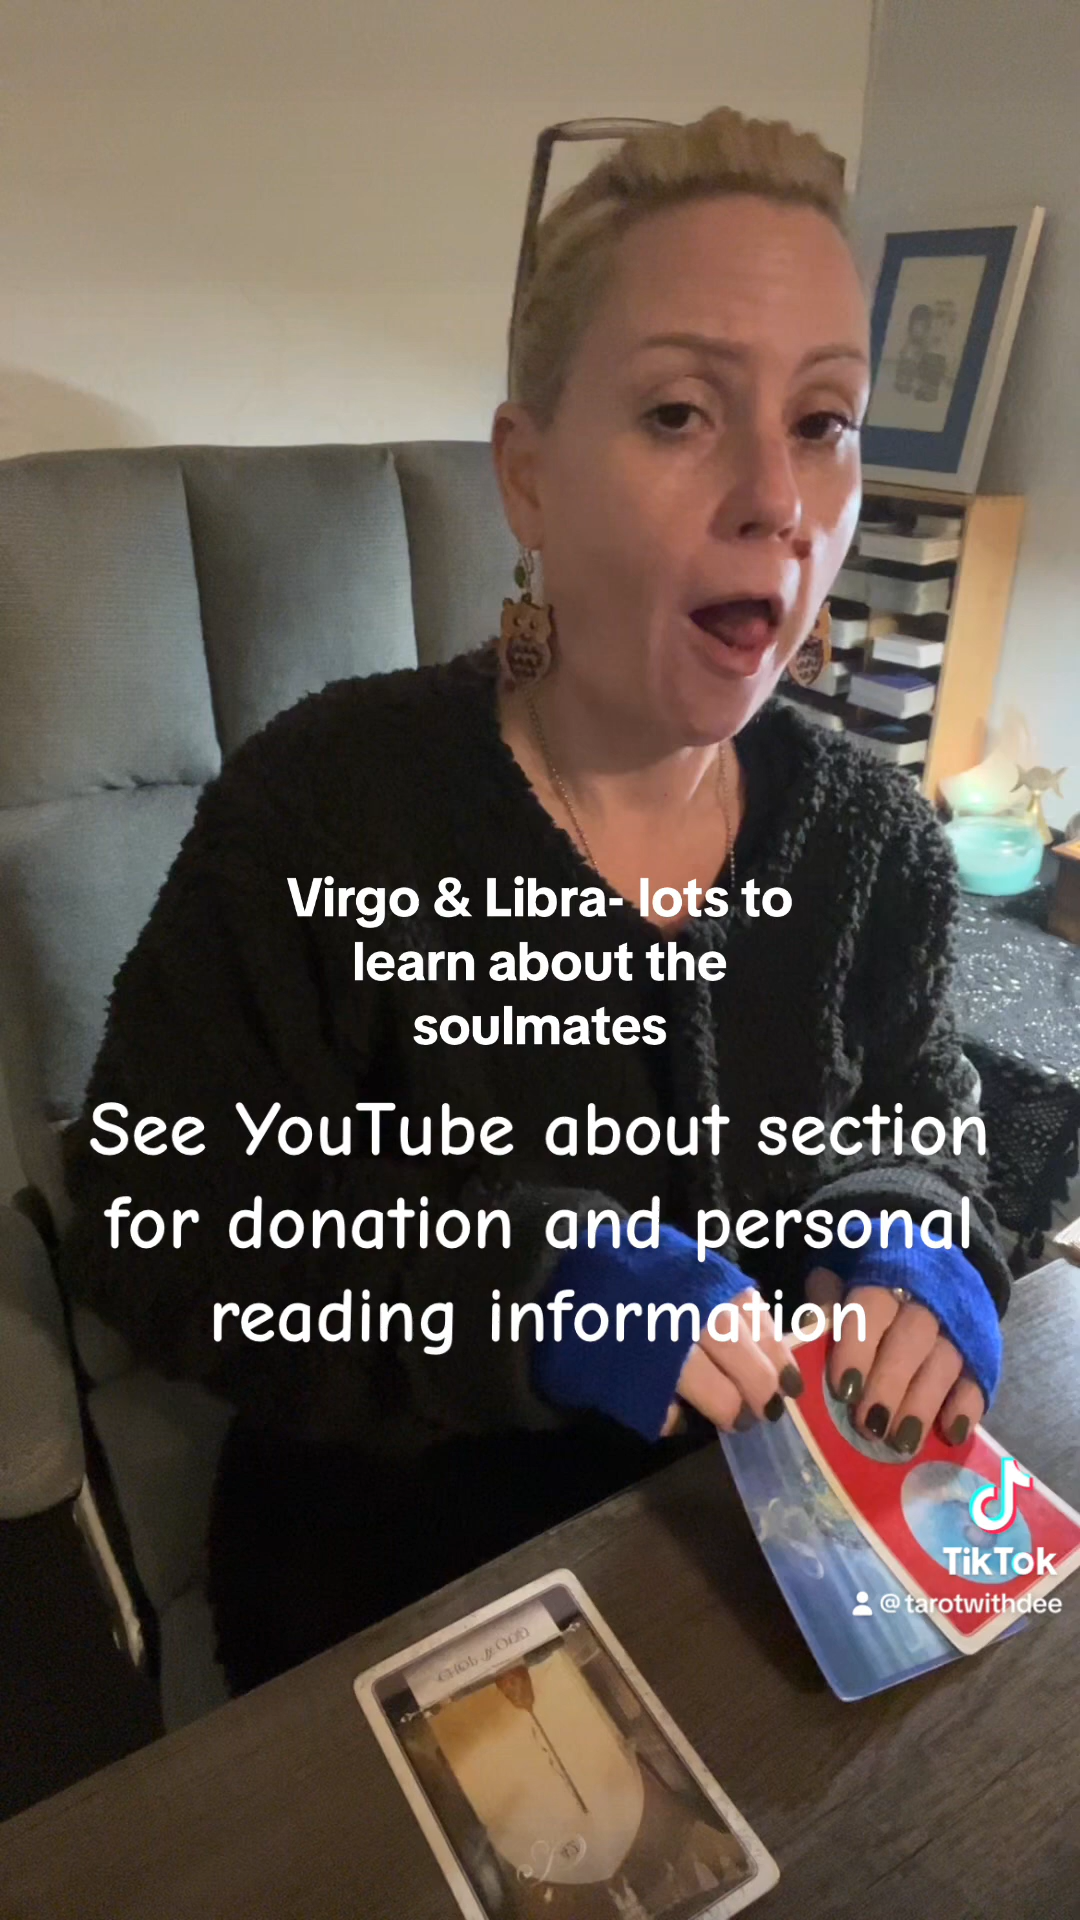 Virgo & Libra- lots to
learn about the
soulmates
See YouTube about section
for donation and personal
reading information
TikTok
@tarotwithdee